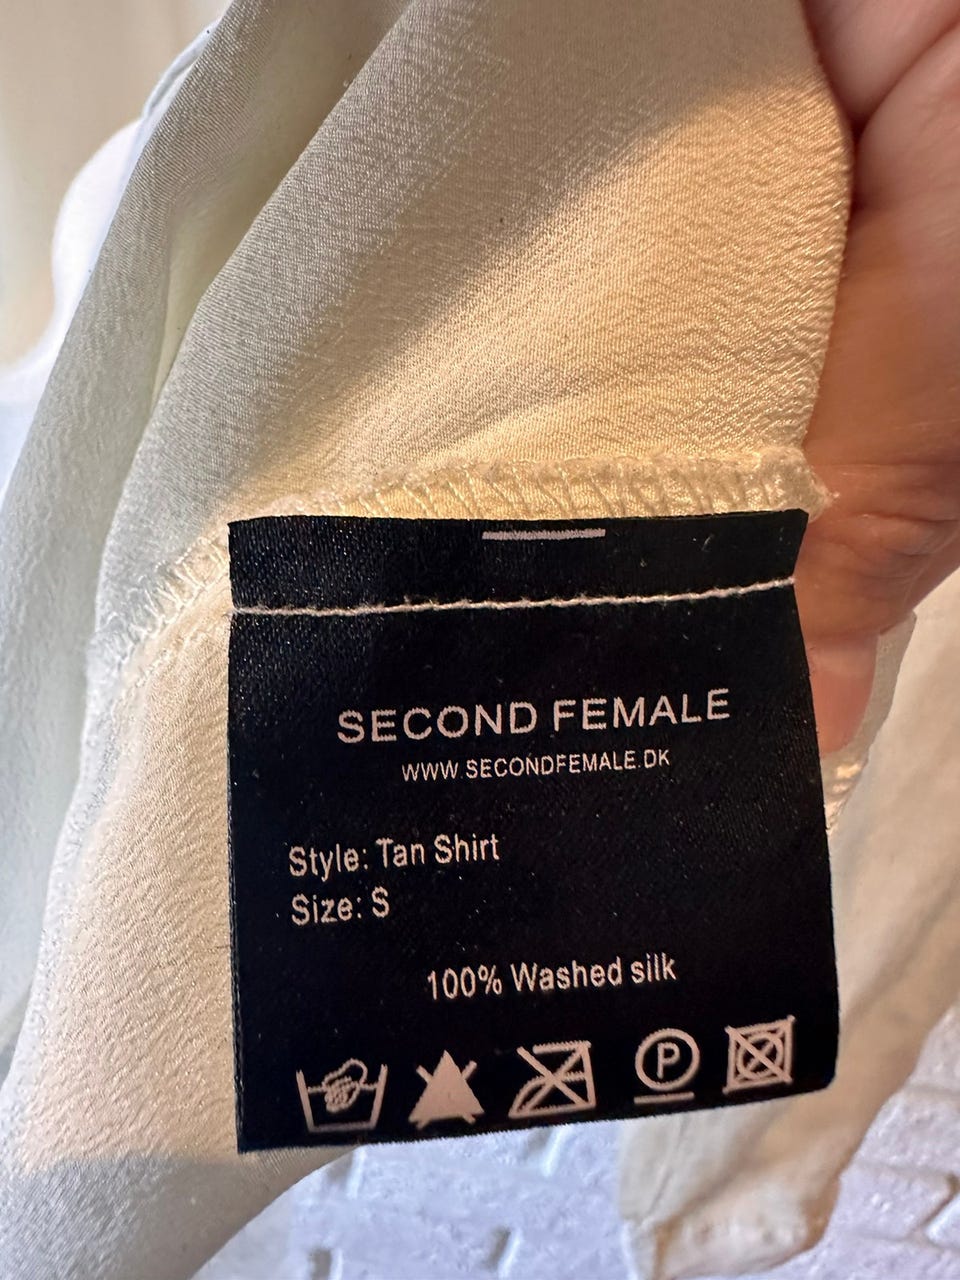 SECOND FEMALE
WWW.SECONDFEMALE.DK
Style: Tan Shirt
Size: S
100% Washed silk
P